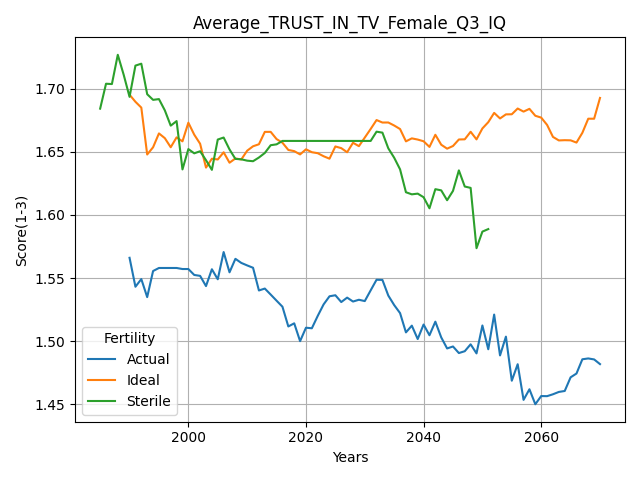 Average_TRUST_IN_TV_Female_Q3_IQ
Score(1-3)
1.70
1.65
1.60
1.55
1.50
1.45
Fertility
Actual
Ideal
Sterile
2000
2020
2040
2060
Years